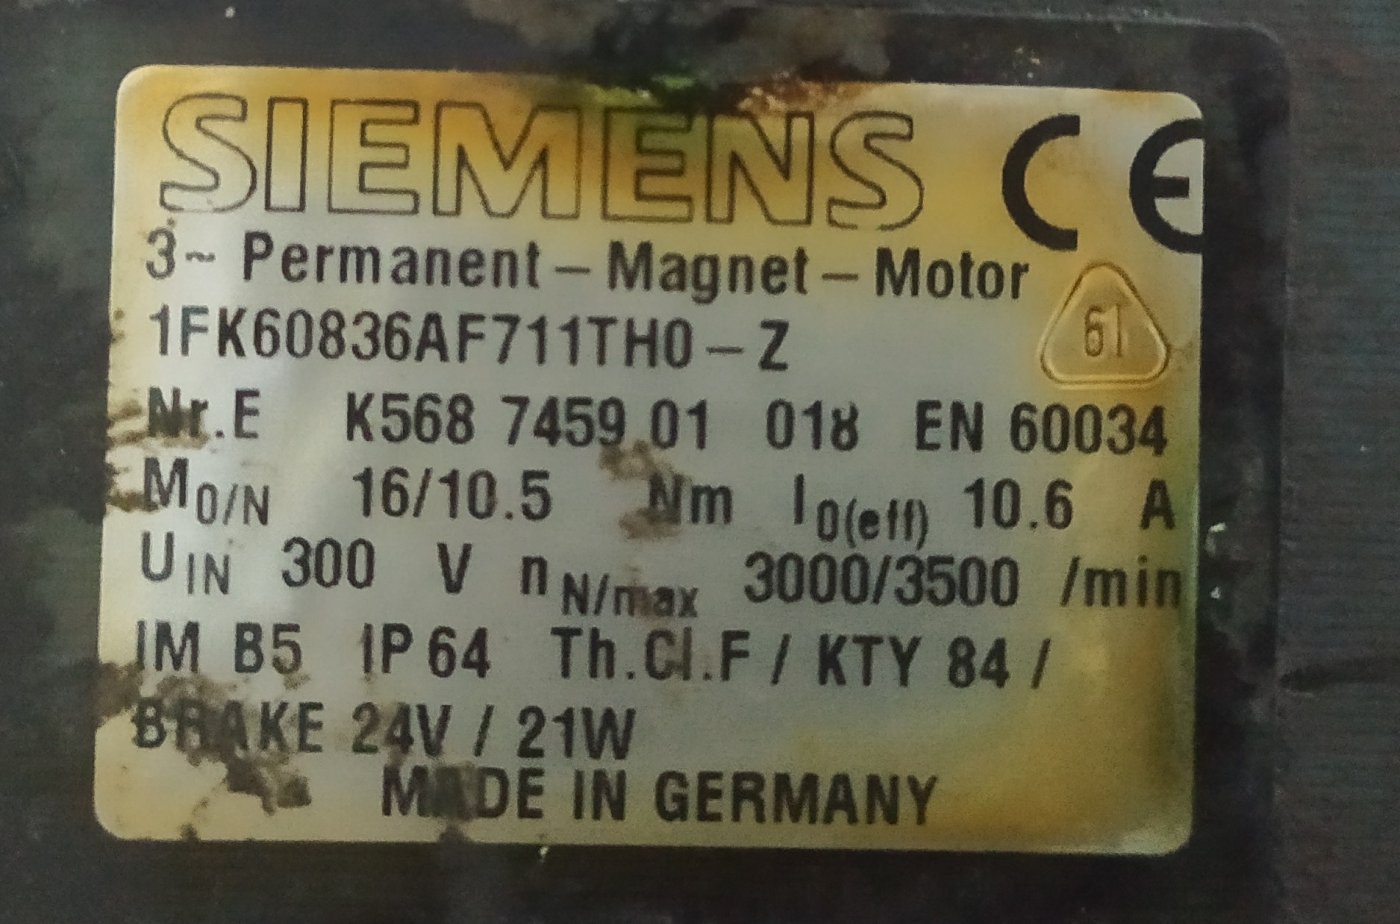 SIEMENS CE
3~ Permanent-Magnet-Motor
1FK60836AF711TH0-Z
61
Nr.E K568 7459 01 018 EN 60034
M0/N 16/10.5 Nm I0(eff) 10.6 A
UIN 300 V nN/max 3000/3500 /min
IM B5 IP 64 Th.Cl.F / KTY 84 /
BRAKE 24V / 21W
MADE IN GERMANY